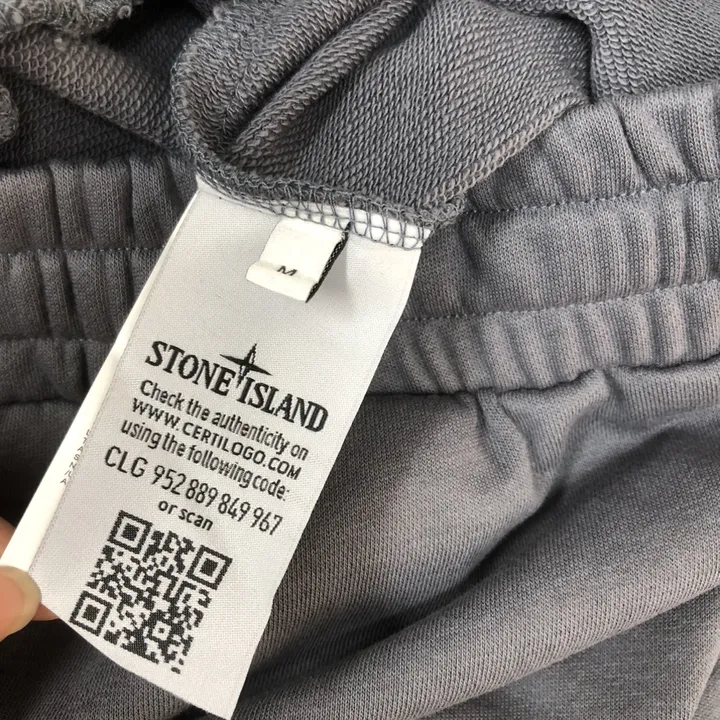 M
STONE ISLAND
Check the authenticity on
WWW.CERTILOGO.COM
using the following code:
CLG 952 889 849 967
or scan